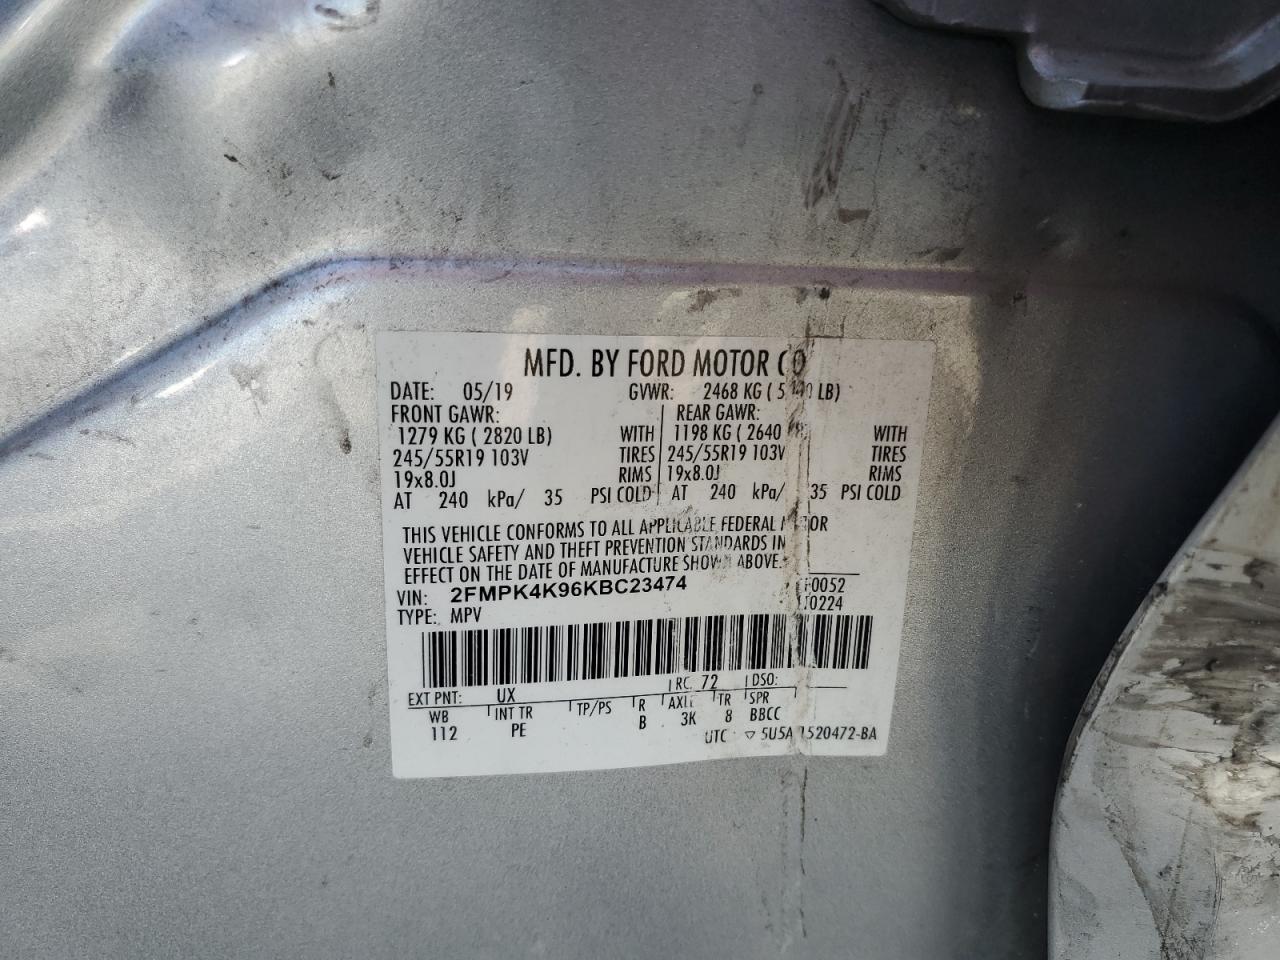 MFD. BY FORD MOTOR CO
DATE: 05/19 GVWR: 2468 KG ( LB)
FRONT GAWR: REAR GAWR:
1279 KG ( 2820 LB) WITH 1198 KG ( 2640 WITH
245/55R19 103V TIRES 245/55R19 103V TIRES
19x8.0J RIMS 19x8.0J RIMS
AT 240 kPa/ 35 PSI COLD AT 240 kPa/ 35 PSI COLD
THIS VEHICLE CONFORMS TO ALL APPLICABLE FEDERAL MOTOR
VEHICLE SAFETY AND THEFT PREVENTION STANDARDS IN
EFFECT ON THE DATE OF MANUFACTURE SHOWN ABOVE.
VIN: 2FMPK4K96KBC23474 F0052
TYPE: MPV T0224
EXT PNT: UX RC: 72 DSO:
WB INT TR TP/PS R AXLE TR SPR
112 PE B 3K 8 BBCC
UTC ▽ 5U5A 1520472-BA